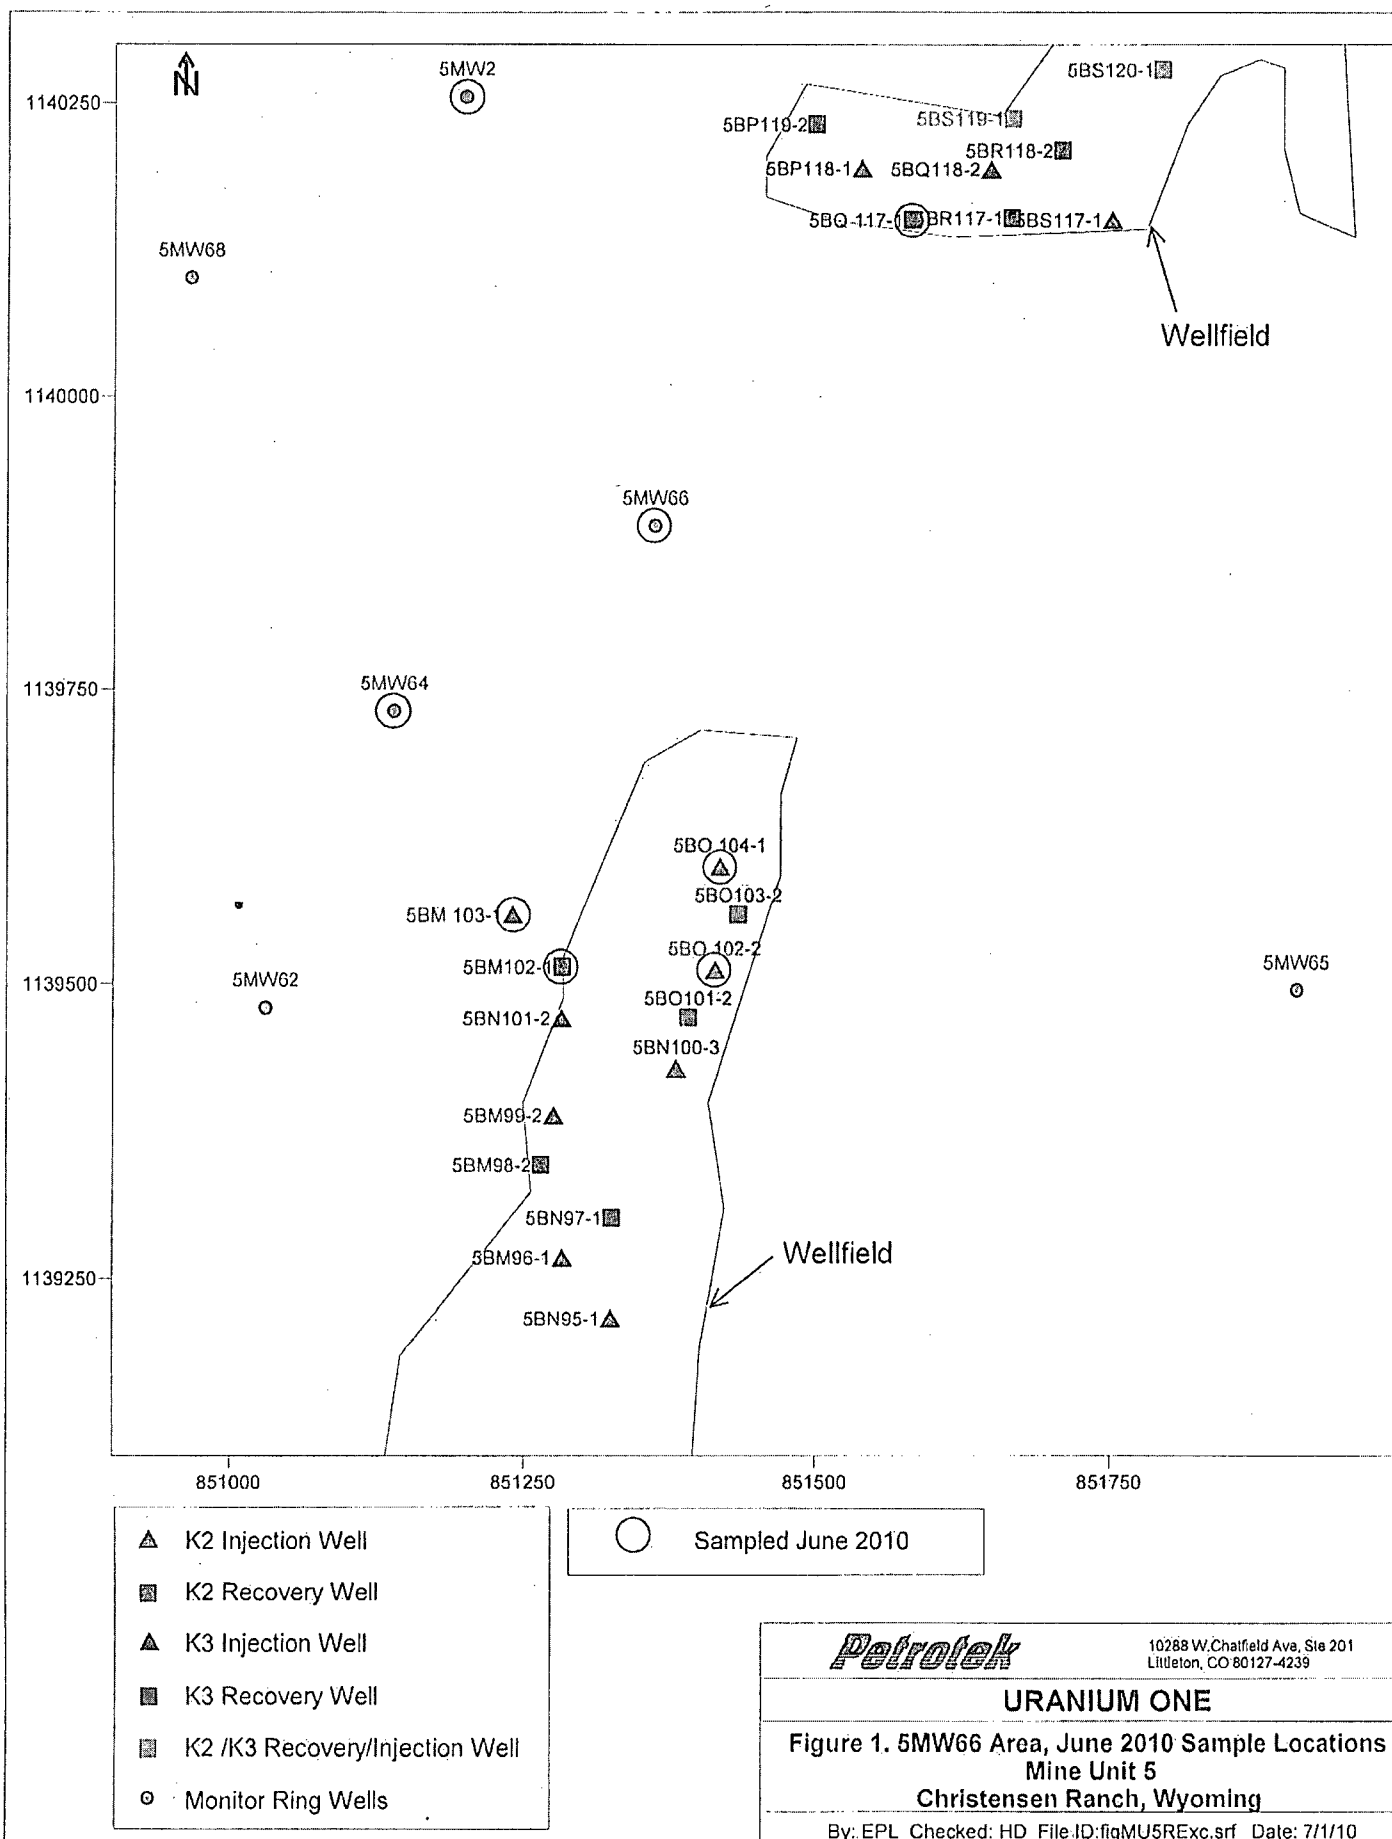 N
5MW2
5BS120-1
1140250
5BP119-2
5BS119-1
5BR118-2
5BP118-1
5BQ118-2
5BQ 117-1
BR117-1
5BS117-1
5MW68
Wellfield
1140000
5MW66
1139750
5MW64
5BO 104-1
5BO103-2
5BM 103-1
5BO 102-2
5BM102-1
5MW65
1139500
5MW62
5BO101-2
5BN101-2
5BN100-3
5BM99-2
5BM98-2
5BN97-1
5BM96-1
Wellfield
1139250
5BN95-1
851000
851250
851500
851750
K2 Injection Well
K2 Recovery Well
K3 Injection Well
K3 Recovery Well
K2 /K3 Recovery/Injection Well
Monitor Ring Wells
Sampled June 2010
Petrotek
10288 W.Chatfield Ave, Ste 201
Littleton, CO 80127-4239
URANIUM ONE
Figure 1. 5MW66 Area, June 2010 Sample Locations
Mine Unit 5
Christensen Ranch, Wyoming
By: EPL Checked: HD File ID:figMU5RExc.srf Date: 7/1/10